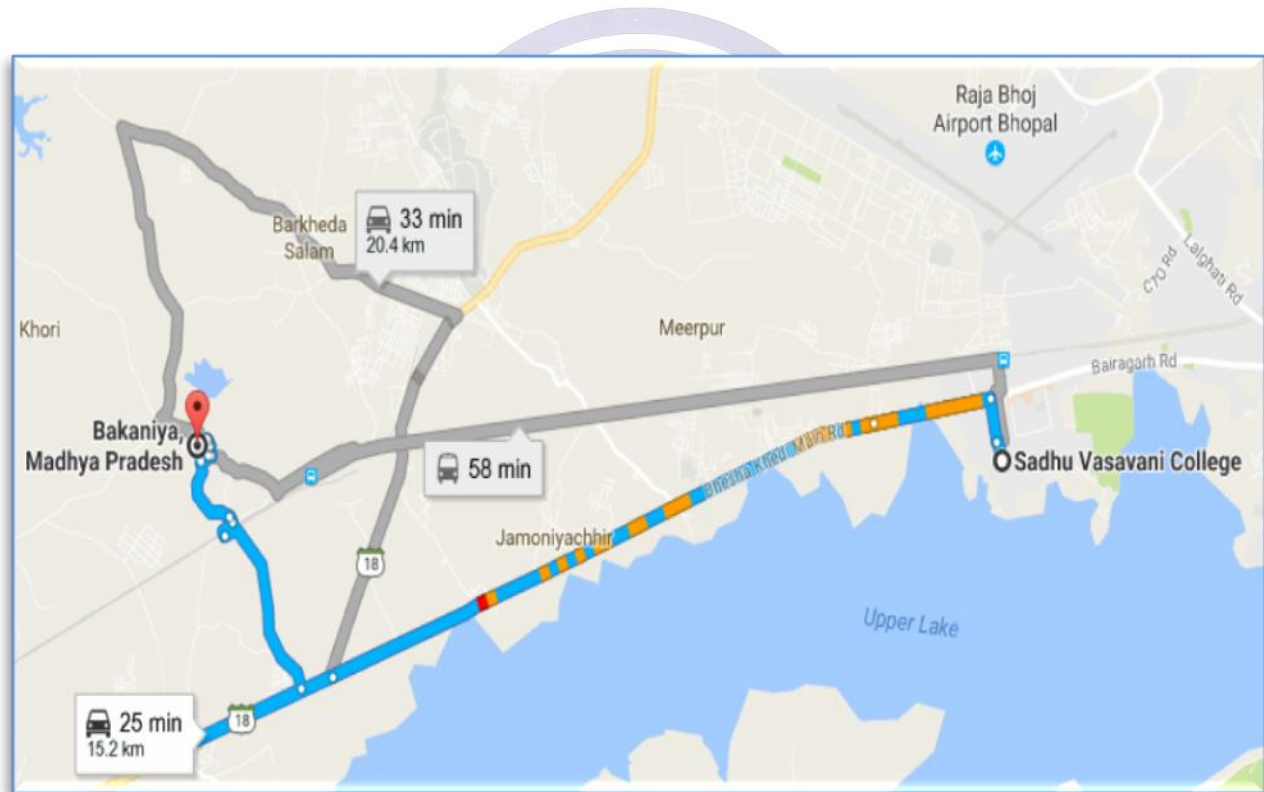 Raja Bhoj
Airport Bhopal
33 min
20.4 km
Barkheda
Salam
C70 Rd
Lalghati Rd
Khori
Meerpur
Bairagarh Rd
Bakaniya,
Madhya Pradesh
58 min
Bhesha Khed Main Rd
Sadhu Vasavani College
Jamoniyachhir
18
Upper Lake
25 min
15.2 km
18